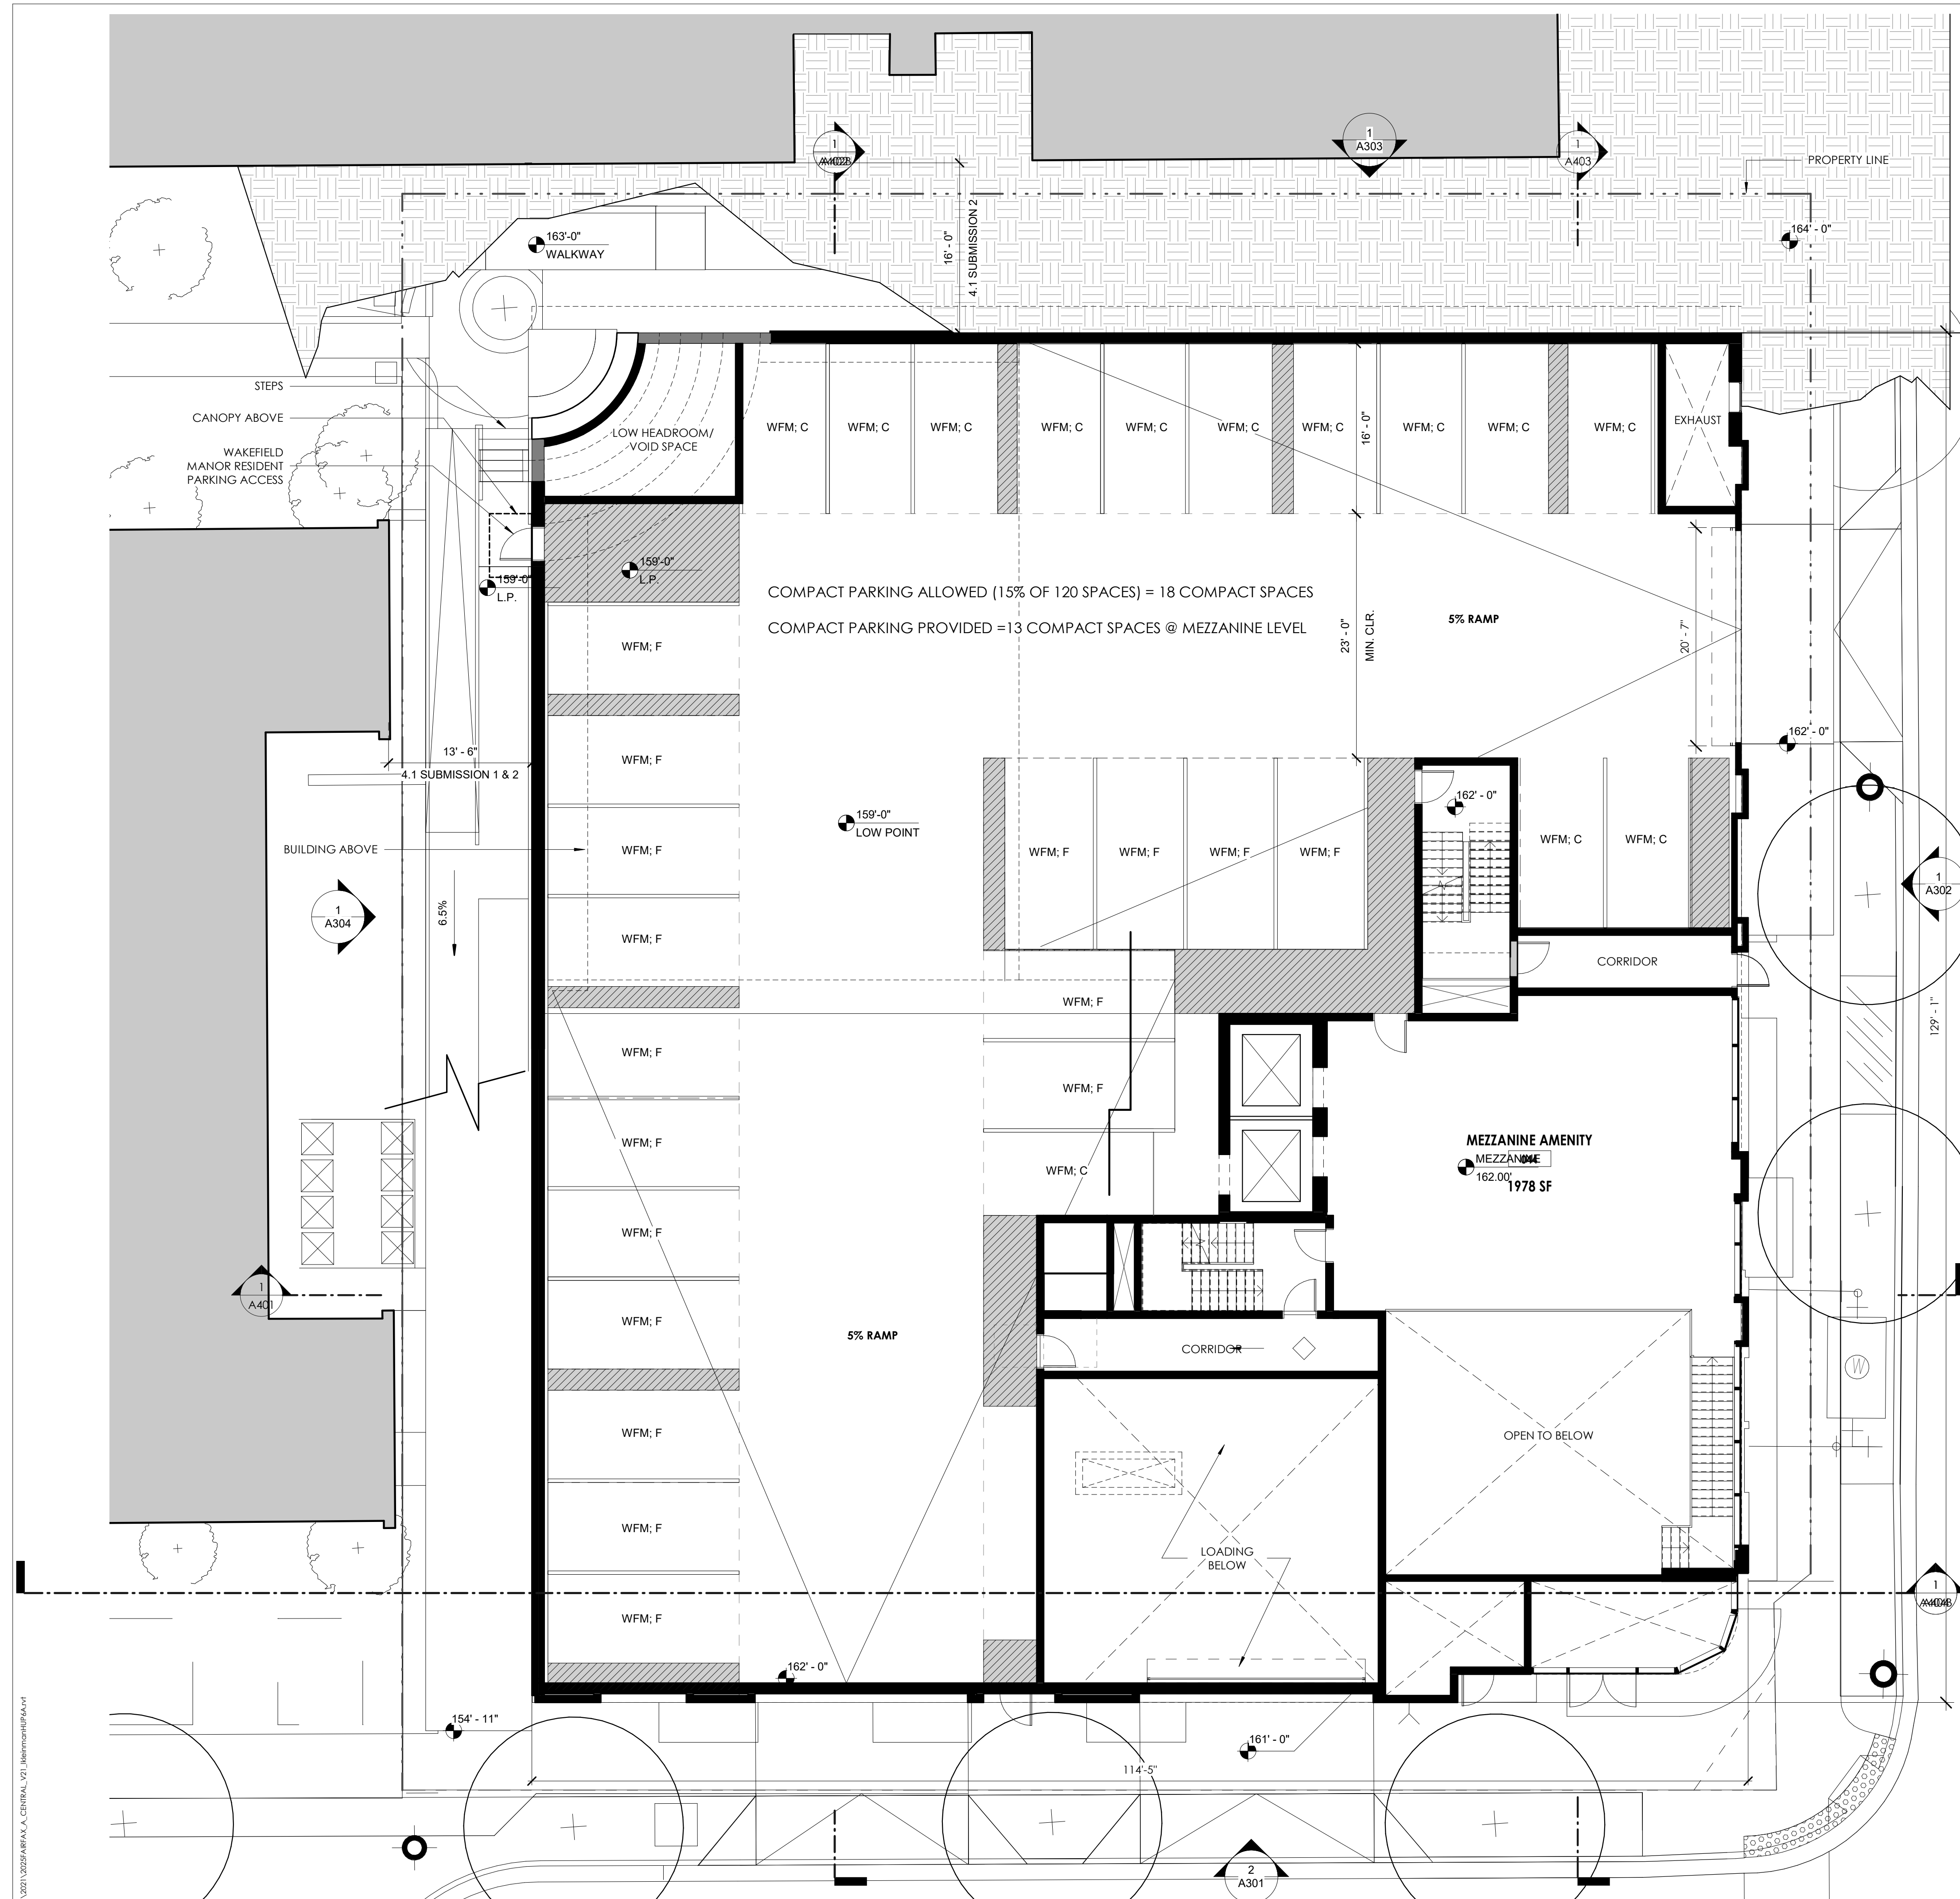 1
A402B
1
A303
1
A403
PROPERTY LINE
16' - 0"
4.1 SUBMISSION 2
163'-0"
WALKWAY
164' - 0"
STEPS
CANOPY ABOVE
WAKEFIELD
MANOR RESIDENT
PARKING ACCESS
LOW HEADROOM/
VOID SPACE
WFM; C
WFM; C
WFM; C
WFM; C
WFM; C
WFM; C
WFM; C
WFM; C
WFM; C
WFM; C
16' - 0"
EXHAUST
159'-0"
L.P.
159'-0"
L.P.
COMPACT PARKING ALLOWED (15% OF 120 SPACES) = 18 COMPACT SPACES
COMPACT PARKING PROVIDED =13 COMPACT SPACES @ MEZZANINE LEVEL
23' - 0"
MIN. CLR.
5% RAMP
20' - 7"
WFM; F
13' - 6"
4.1 SUBMISSION 1 & 2
WFM; F
162' - 0"
162' - 0"
159'-0"
LOW POINT
BUILDING ABOVE
WFM; F
WFM; F
WFM; F
WFM; F
WFM; F
WFM; C
WFM; C
1
A302
1
A304
6.5%
WFM; F
CORRIDOR
WFM; F
129' - 1"
WFM; F
WFM; F
WFM; F
MEZZANINE AMENITY
MEZZANINE
162.00'
1978 SF
WFM; C
WFM; F
1
A401
WFM; F
5% RAMP
CORRIDOR
W
WFM; F
OPEN TO BELOW
WFM; F
LOADING
BELOW
1
WFM; F
162' - 0"
154' - 11"
161' - 0"
114'-5"
2
A301
\2021\2025FAIRFAX_A_CENTRAL_V21_lkleinmanHUP6A.rvt